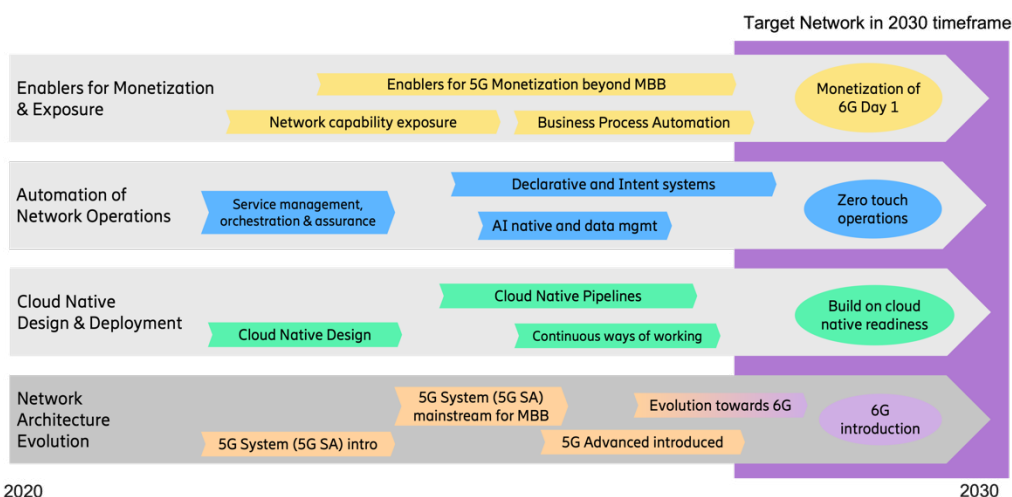 Target Network in 2030 timeframe
Enablers for Monetization
& Exposure
Enablers for 5G Monetization beyond MBB
Network capability exposure
Business Process Automation
Monetization of
6G Day 1
Automation of
Network Operations
Service management,
orchestration & assurance
Declarative and Intent systems
AI native and data mgmt
Zero touch
operations
Cloud Native
Design & Deployment
Cloud Native Pipelines
Cloud Native Design
Continuous ways of working
Build on cloud
native readiness
Network
Architecture
Evolution
5G System (5G SA)
mainstream for MBB
5G System (5G SA) intro
Evolution towards 6G
5G Advanced introduced
6G
introduction
2020
2030